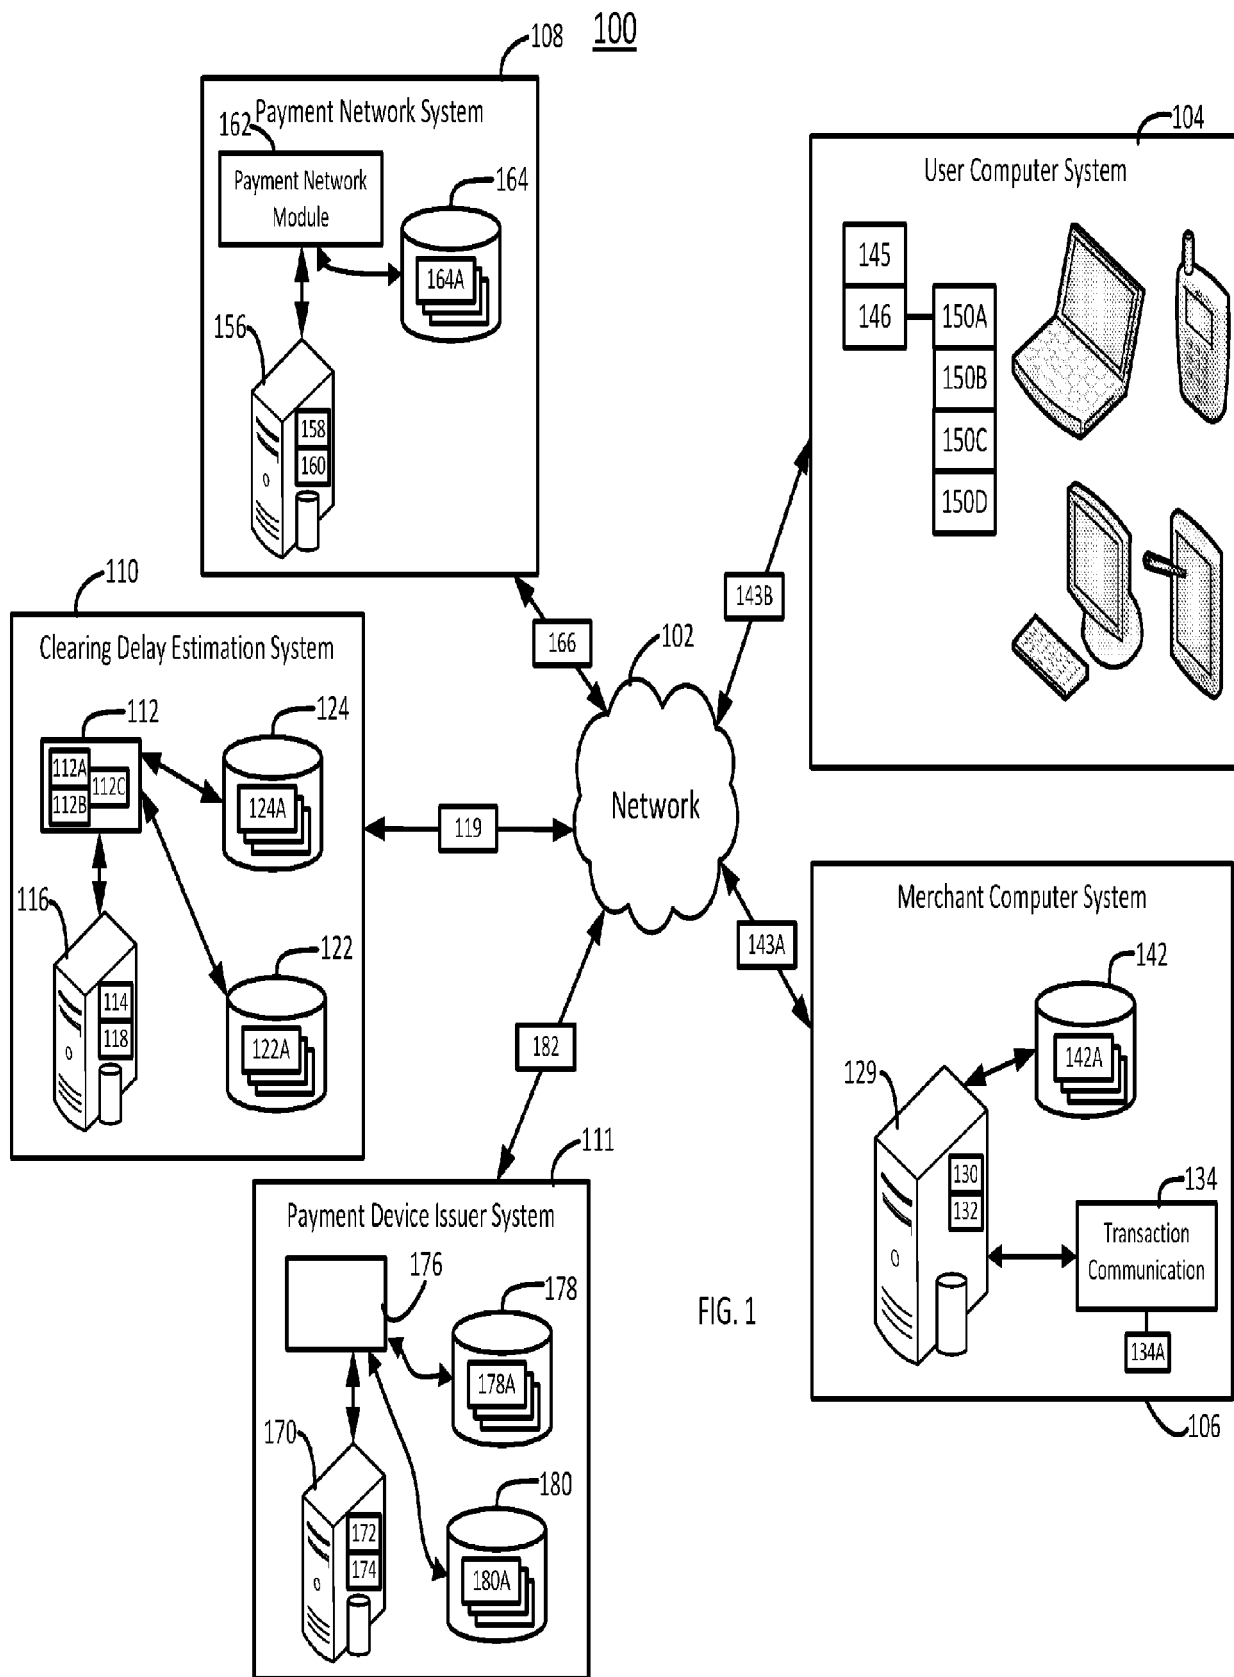 100
108
Payment Network System
162
Payment Network
Module
164
164A
156
158
160
104
User Computer System
145
146
150A
150B
150C
150D
110
Clearing Delay Estimation System
112
112A
112B
112C
124
124A
116
114
118
122
122A
166
143B
102
Network
119
143A
182
111
Payment Device Issuer System
176
178
178A
170
172
174
180
180A
Merchant Computer System
142
142A
129
130
132
134
Transaction
Communication
134A
106
FIG. 1